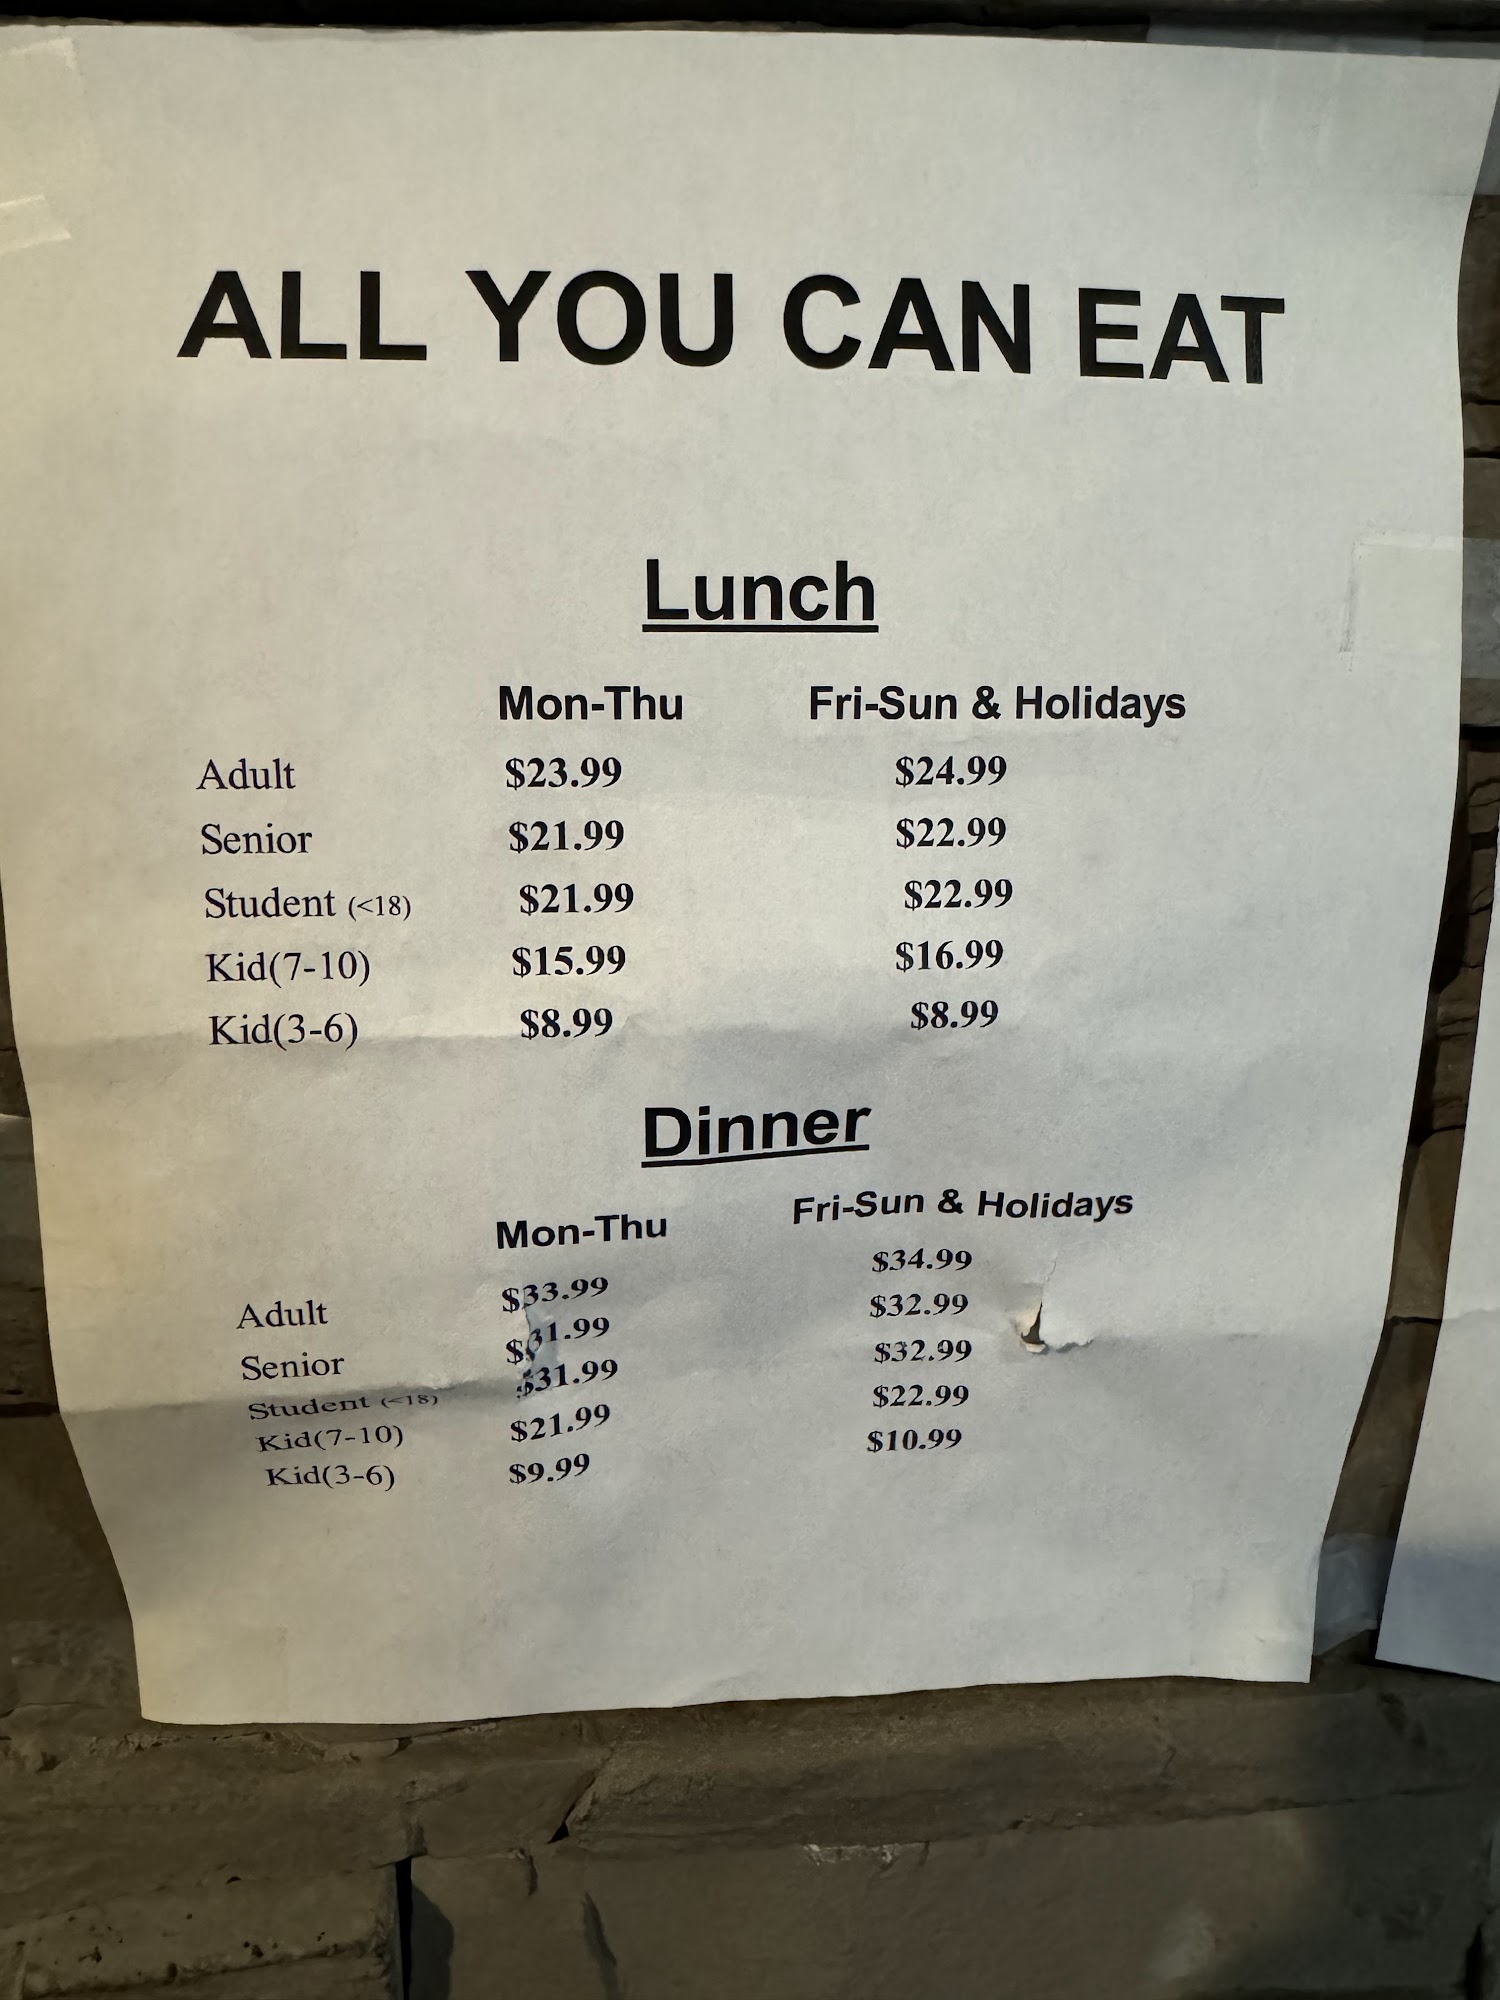 ALL YOU CAN EAT
Lunch
Mon-Thu Fri-Sun & Holidays
Adult $23.99 $24.99
Senior $21.99 $22.99
Student (<18) $21.99 $22.99
Kid(7-10) $15.99 $16.99
Kid(3-6) $8.99 $8.99
Dinner
Mon-Thu Fri-Sun & Holidays
Adult $33.99 $34.99
Senior $31.99 $32.99
Student (<18) $31.99 $32.99
Kid(7-10) $21.99 $22.99
Kid(3-6) $9.99 $10.99